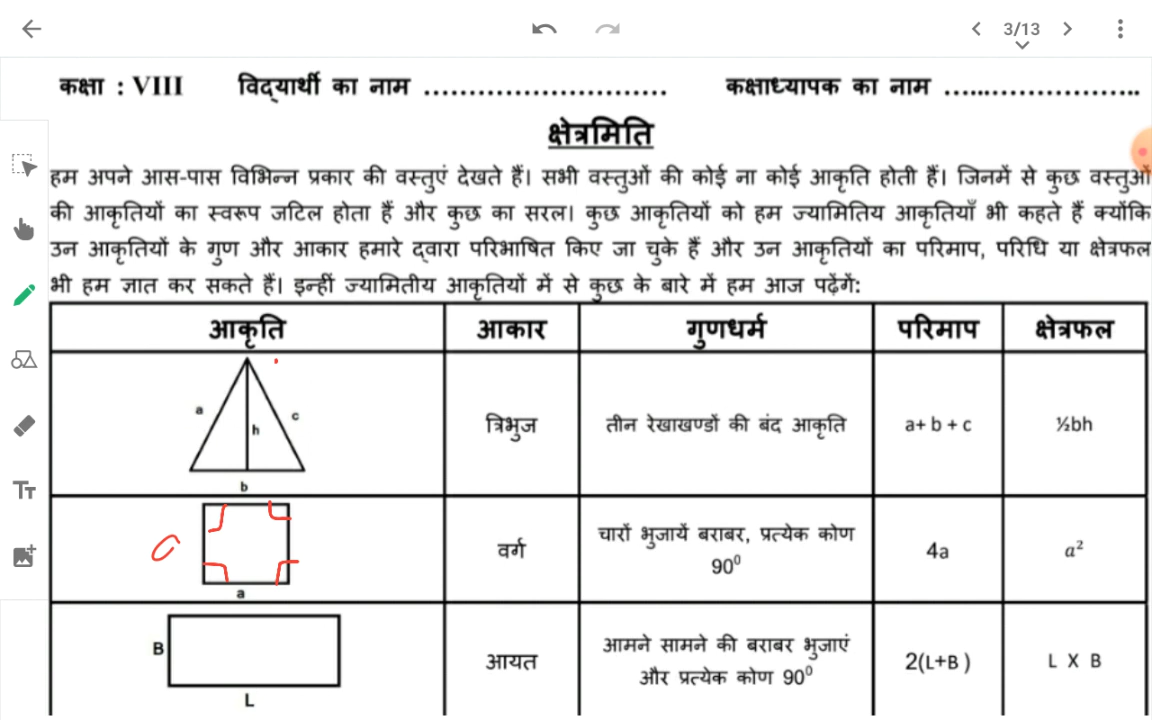 3/13
कक्षा : VIII विद्यार्थी का नाम ........................... कक्षाध्यापक का नाम ......................
क्षेत्रमिति
हम अपने आस-पास विभिन्न प्रकार की वस्तुएं देखते हैं। सभी वस्तुओं की कोई ना कोई आकृति होती हैं। जिनमें से कुछ वस्तुओं
की आकृतियों का स्वरूप जटिल होता हैं और कुछ का सरल। कुछ आकृतियों को हम ज्यामितिय आकृतियाँ भी कहते हैं क्योंकि
उन आकृतियों के गुण और आकार हमारे द्वारा परिभाषित किए जा चुके हैं और उन आकृतियों का परिमाप, परिधि या क्षेत्रफल
भी हम ज्ञात कर सकते हैं। इन्हीं ज्यामितीय आकृतियों में से कुछ के बारे में हम आज पढ़ेंगें:
आकृति आकार गुणधर्म परिमाप क्षेत्रफल
a c
h
b
त्रिभुज तीन रेखाखण्डों की बंद आकृति a+ b + c ½bh
a
a
वर्ग चारों भुजायें बराबर, प्रत्येक कोण 4a a²
90⁰
B
L
आयत आमने सामने की बराबर भुजाएं 2(L+B ) L X B
और प्रत्येक कोण 90⁰
Tт